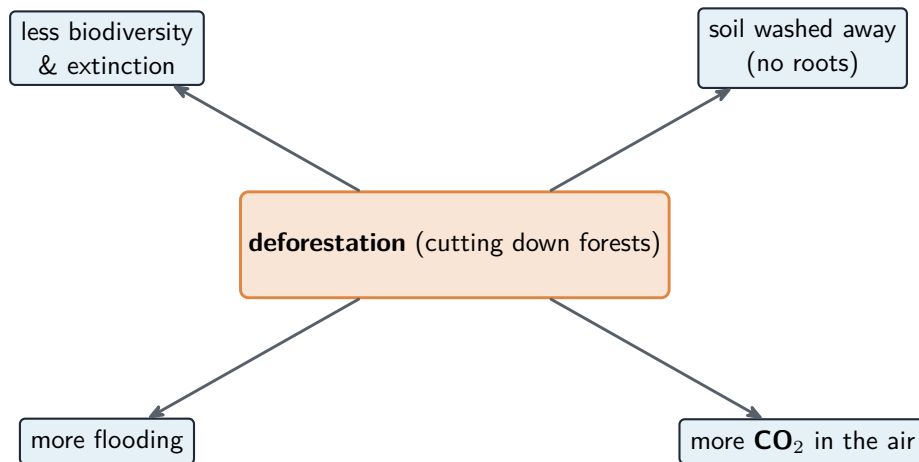 less biodiversity
& extinction
soil washed away
(no roots)
deforestation (cutting down forests)
more flooding
more CO₂ in the air